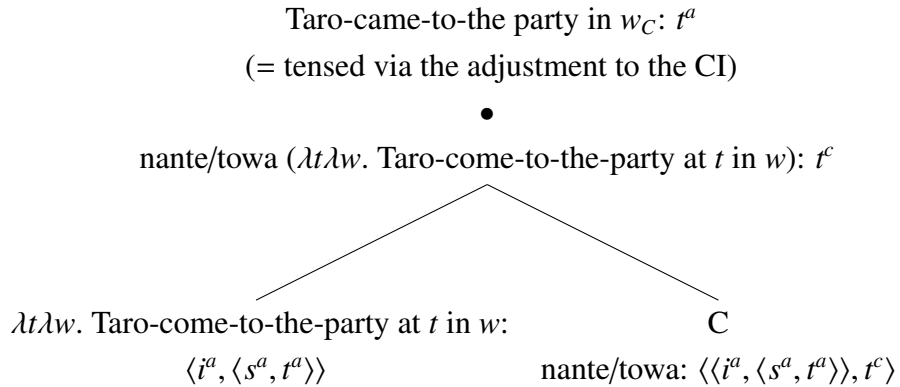 Taro-came-to-the party in w_C: t^a
(= tensed via the adjustment to the CI)
•
nante/towa (λtλw. Taro-come-to-the-party at t in w): t^c
λtλw. Taro-come-to-the-party at t in w: C
⟨i^a, ⟨s^a, t^a⟩⟩ nante/towa: ⟨⟨i^a, ⟨s^a, t^a⟩⟩, t^c⟩